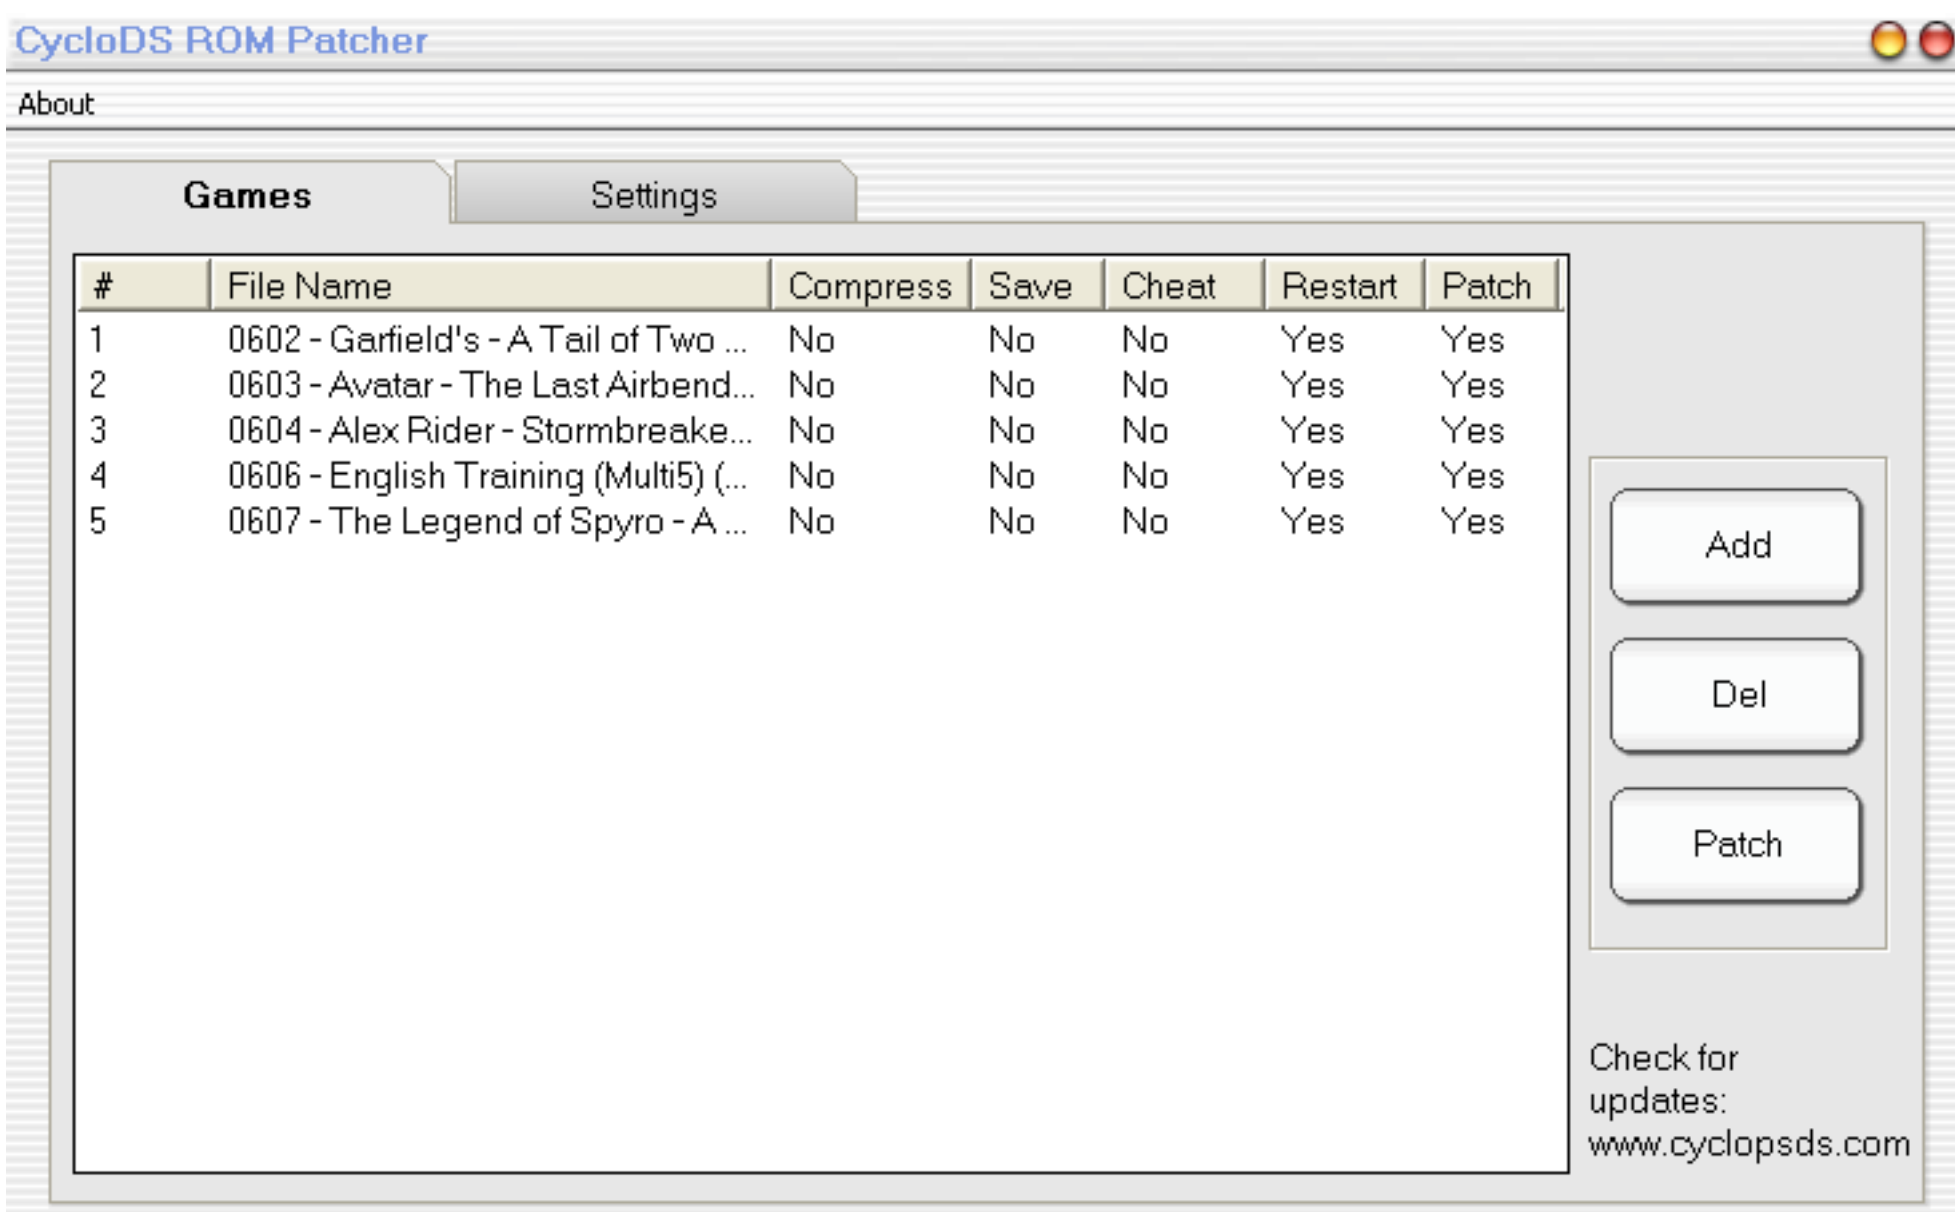 CycloDS ROM Patcher
About
Games Settings
# File Name Compress Save Cheat Restart Patch
1 0602 - Garfield's - A Tail of Two ... No No No Yes Yes
2 0603 - Avatar - The Last Airbend... No No No Yes Yes
3 0604 - Alex Rider - Stormbreake... No No No Yes Yes
4 0606 - English Training (Multi5) (... No No No Yes Yes
5 0607 - The Legend of Spyro - A ... No No No Yes Yes
Add
Del
Patch
Check for
updates:
www.cyclopsds.com